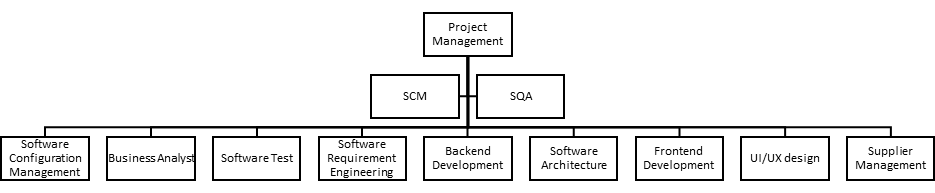 Project
Management
SCM
SQA
Software
Configuration
Management
Business Analyst
Software Test
Software
Requirement
Engineering
Backend
Development
Software
Architecture
Frontend
Development
UI/UX design
Supplier
Management